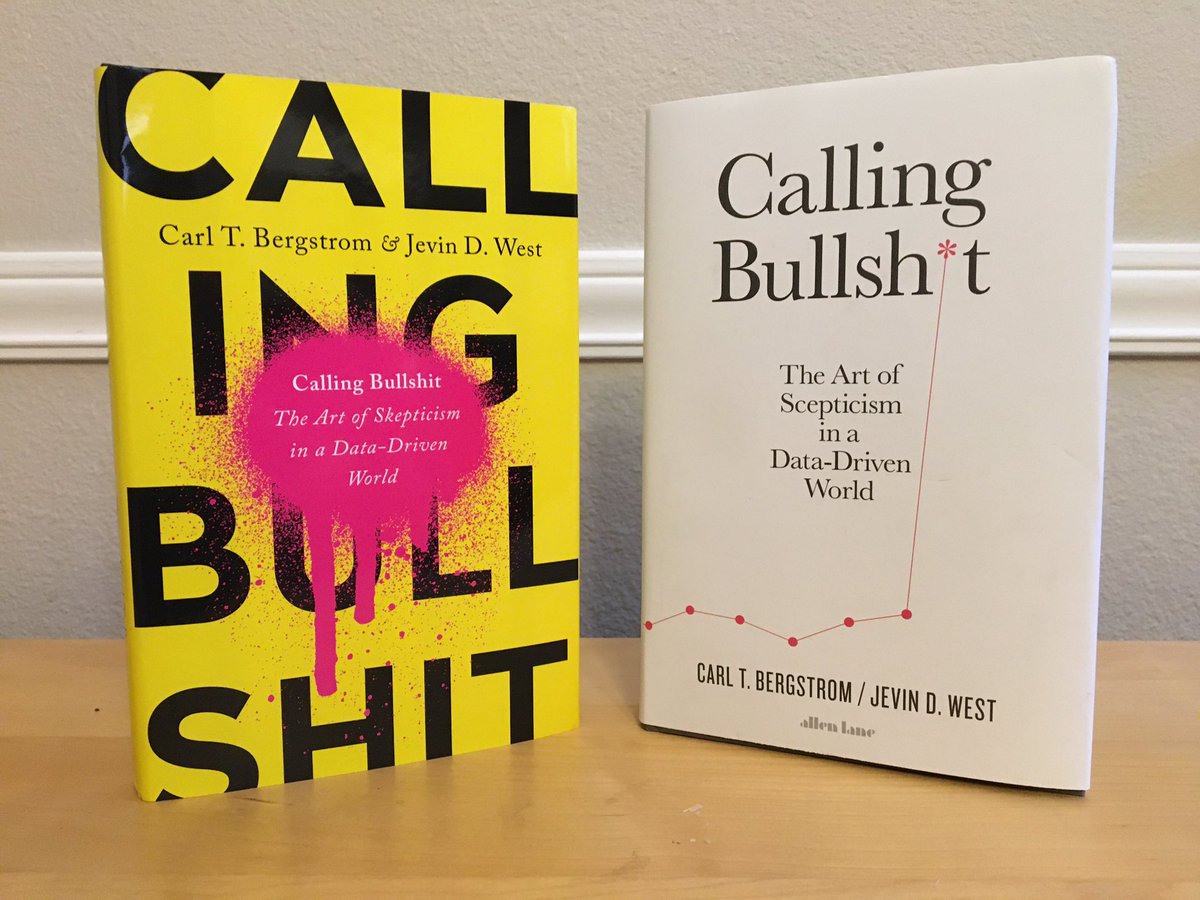 CALL
Carl T. Bergstrom & Jevin D. West
ING
Calling Bullshit
The Art of Skepticism
in a Data-Driven
World
BULL
SHIT
Calling
Bullsh*t
The Art of
Scepticism
in a
Data-Driven
World
CARL T. BERGSTROM / JEVIN D. WEST
allen lane